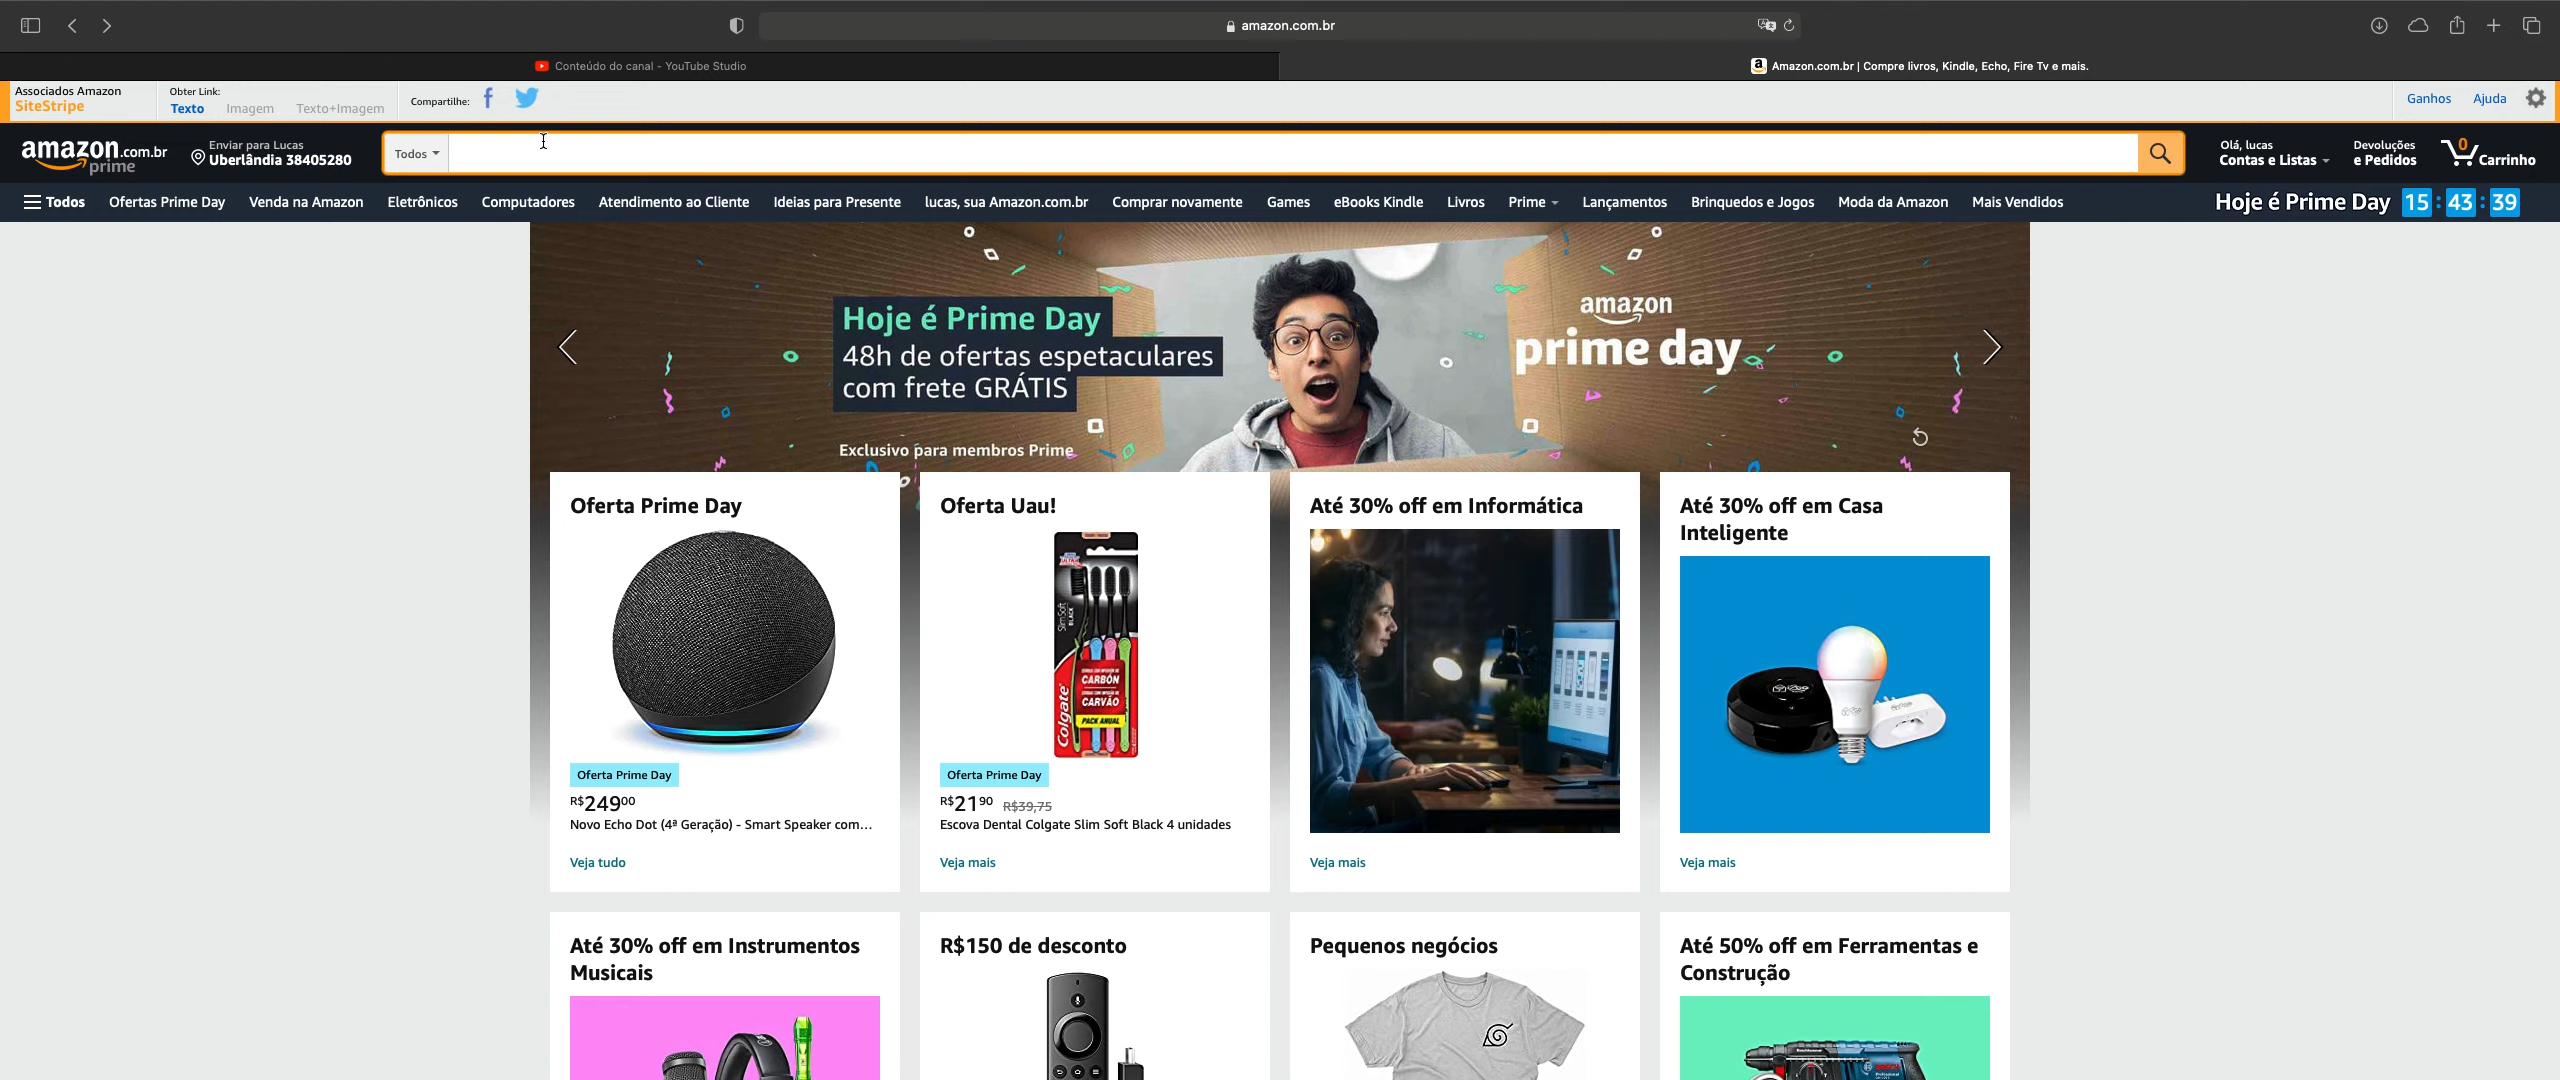 amazon.com.br
Conteúdo do canal - YouTube Studio
Amazon.com.br | Compre livros, Kindle, Echo, Fire Tv e mais.
Associados Amazon
SiteStripe
Obter Link:
Texto Imagem Texto+Imagem
Compartilhe:
Ganhos Ajuda
amazon.com.br
prime
Enviar para Lucas
Uberlândia 38405280
Todos
Olá, lucas
Contas e Listas
Devoluções
e Pedidos
0
Carrinho
Todos Ofertas Prime Day Venda na Amazon Eletrônicos Computadores Atendimento ao Cliente Ideias para Presente lucas, sua Amazon.com.br Comprar novamente Games eBooks Kindle Livros Prime Lançamentos Brinquedos e Jogos Moda da Amazon Mais Vendidos
Hoje é Prime Day 15 : 43 : 39
Hoje é Prime Day
48h de ofertas espetaculares
com frete GRÁTIS
Exclusivo para membros Prime
amazon
prime day
Oferta Prime Day
Oferta Prime Day
R$249⁰⁰
Novo Echo Dot (4ª Geração) - Smart Speaker com...
Veja tudo
Oferta Uau!
Slim Soft
BLACK
CARBÓN
CARVÃO
PACK ANUAL
Colgate
Oferta Prime Day
R$21⁹⁰ R$39,75
Escova Dental Colgate Slim Soft Black 4 unidades
Veja mais
Até 30% off em Informática
Veja mais
Até 30% off em Casa
Inteligente
Veja mais
Até 30% off em Instrumentos
Musicais
R$150 de desconto
Pequenos negócios
Até 50% off em Ferramentas e
Construção